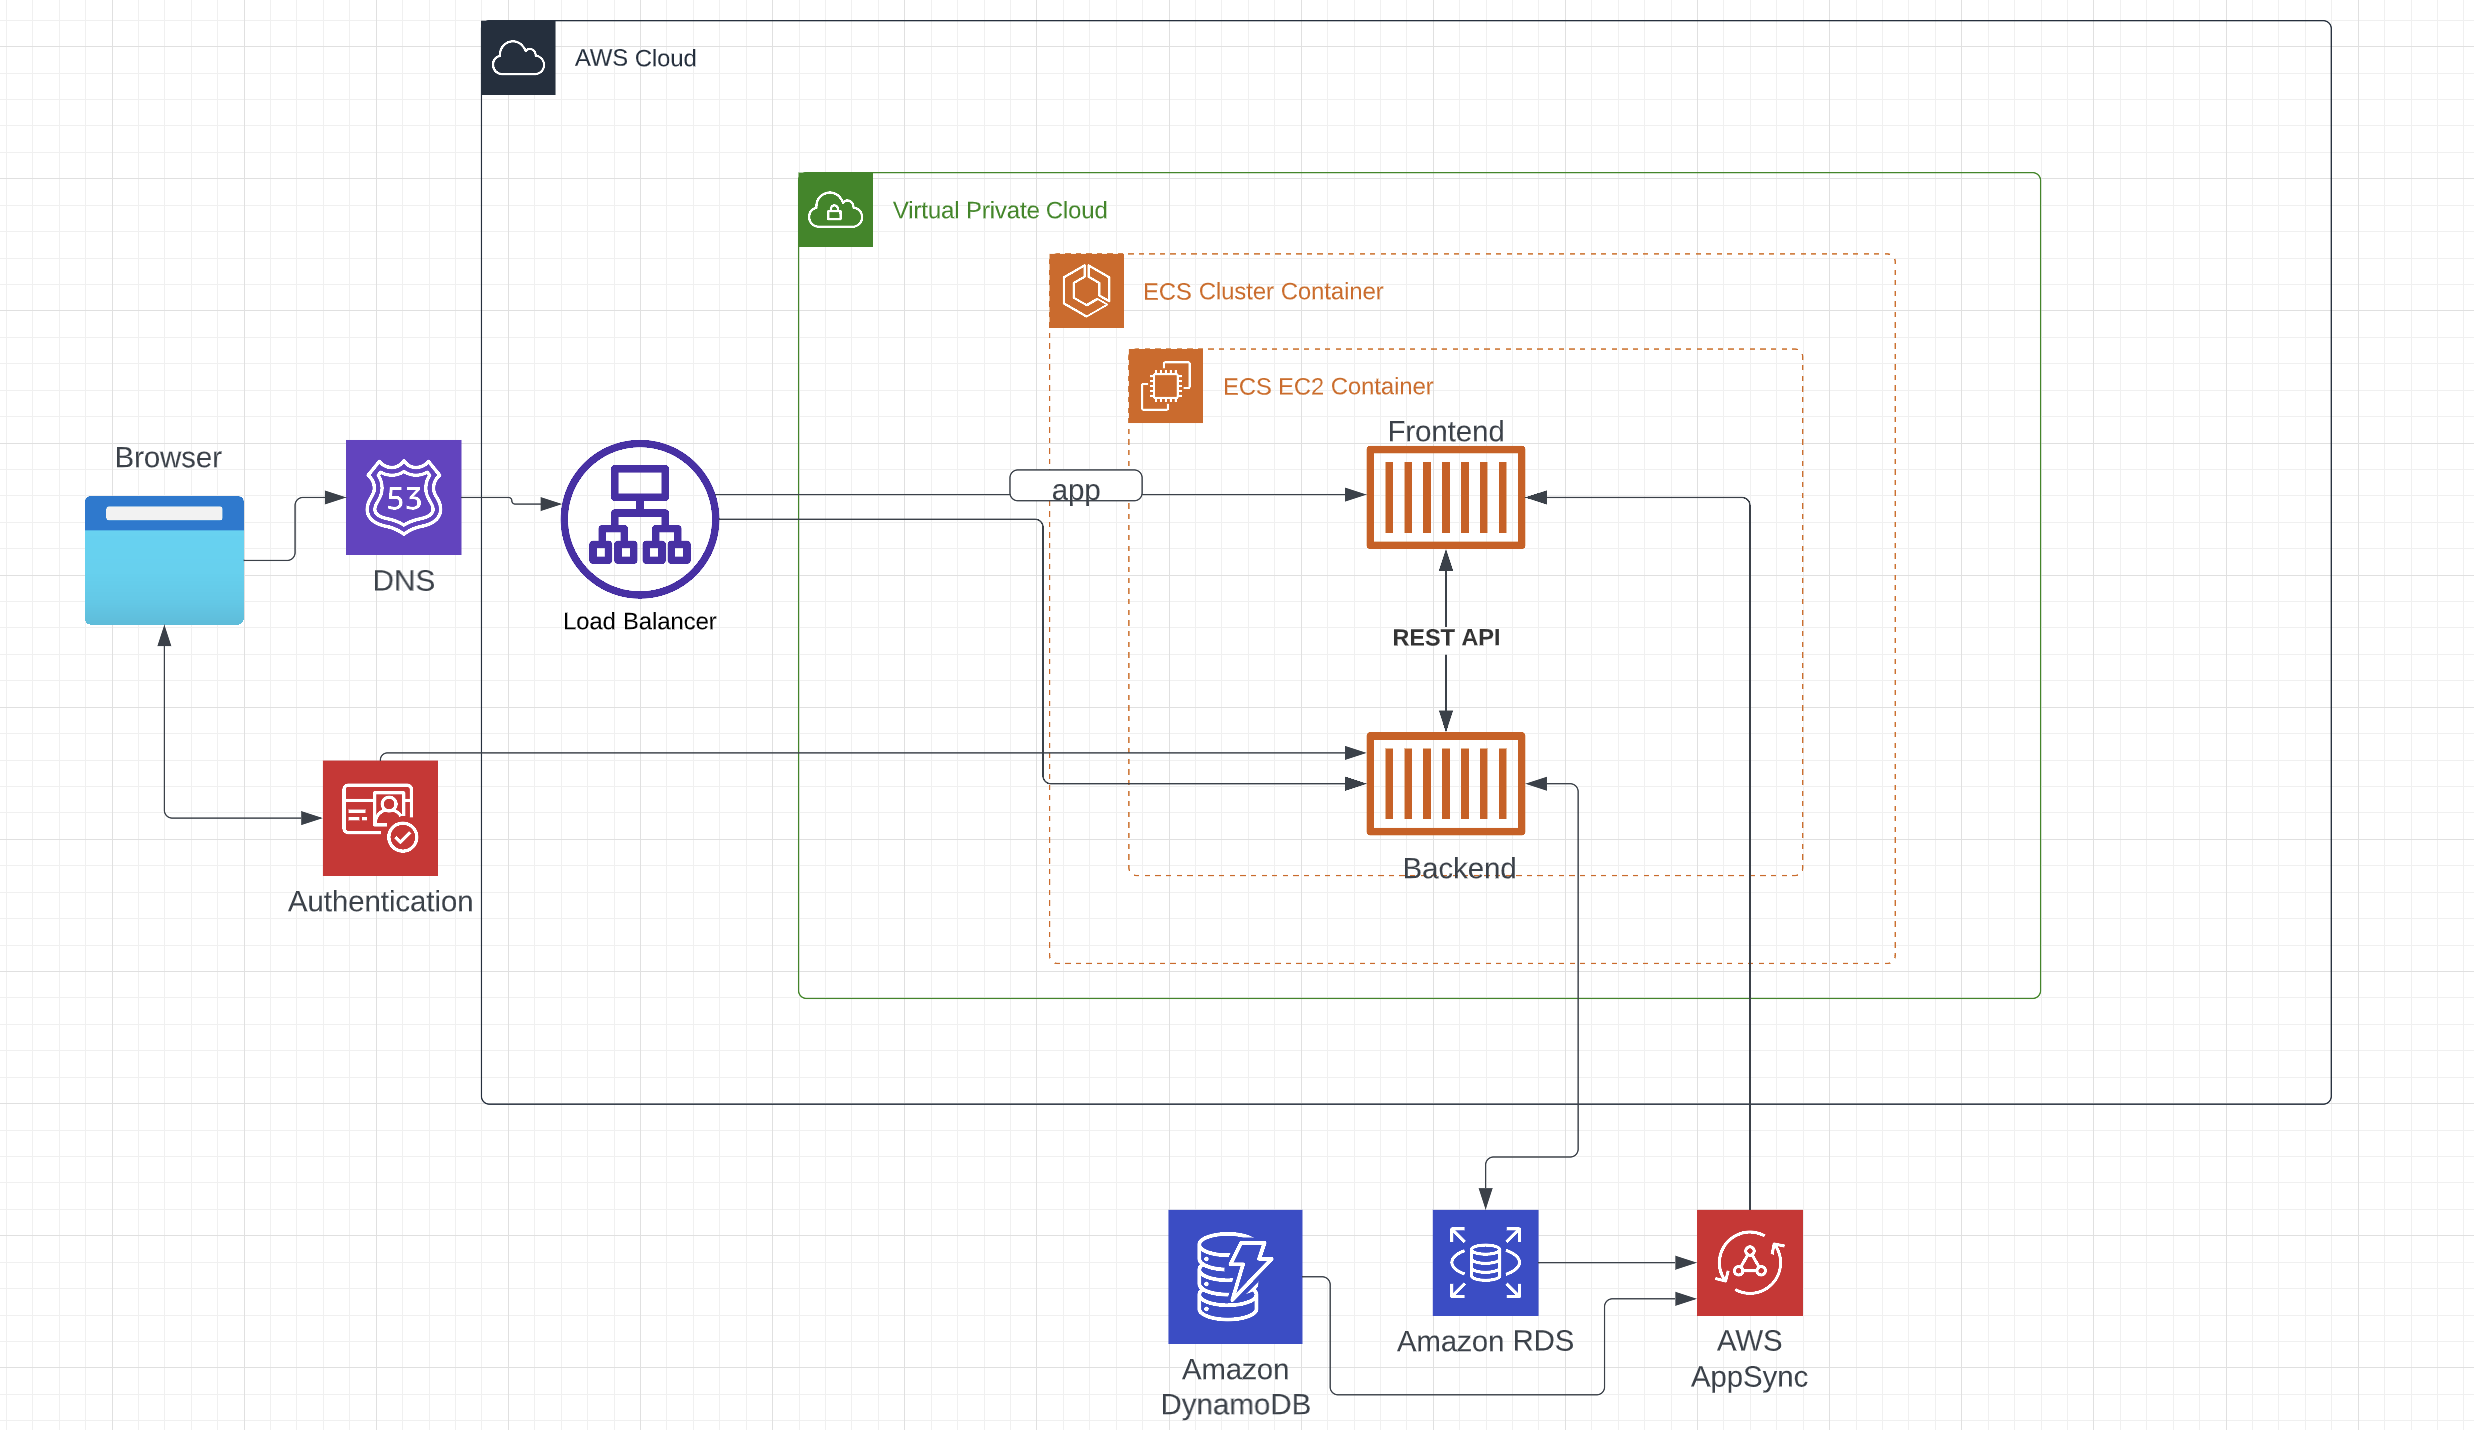 AWS Cloud
Virtual Private Cloud
ECS Cluster Container
ECS EC2 Container
Frontend
Browser
53
app
DNS
Load Balancer
REST API
Backend
Authentication
Amazon RDS
AWS
AppSync
Amazon
DynamoDB